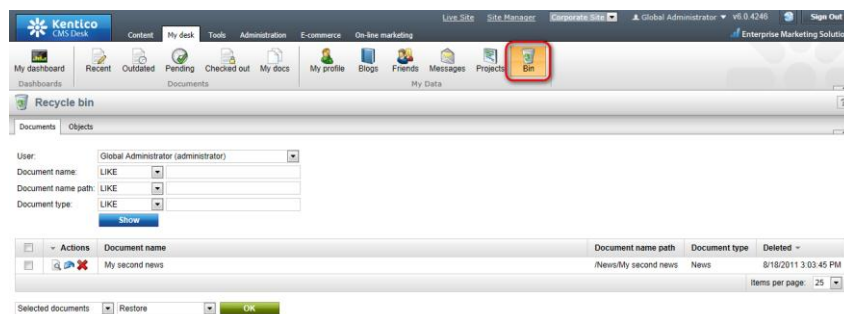 Kentico CMS Desk Live Site Site Manager Corporate Site Global Administrator v6.0.4246 Sign Out
Content My desk Tools Administration E-commerce On-line marketing Enterprise Marketing Solutio
My dashboard Recent Outdated Pending Checked out My docs My profile Blogs Friends Messages Projects Bin
Dashboards Documents My Data
Recycle bin ?
Documents Objects
User: Global Administrator (administrator)
Document name: LIKE
Document name path: LIKE
Document type: LIKE
Show
Actions Document name Document name path Document type Deleted
My second news /News/My second news News 8/18/2011 3:03:45 PM
Items per page: 25
Selected documents Restore OK